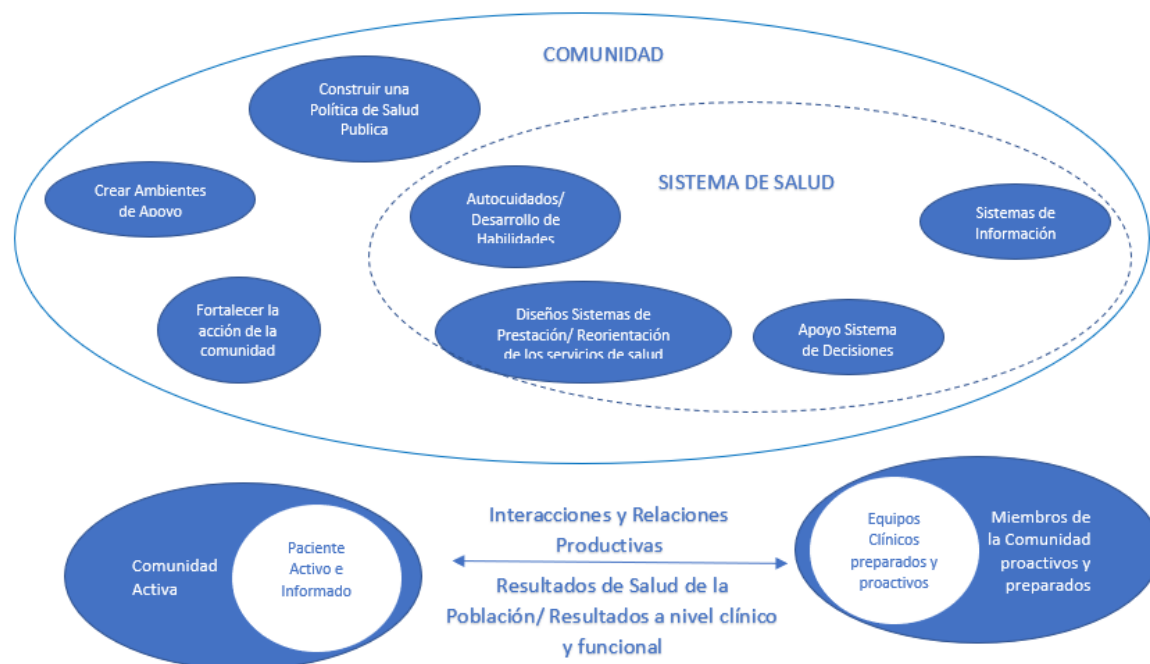 COMUNIDAD
Construir una
Política de Salud
Publica
Crear Ambientes
de Apoyo
SISTEMA DE SALUD
Autocuidados/
Desarrollo de
Habilidades
Sistemas de
Información
Fortalecer la
acción de la
comunidad
Diseños Sistemas de
Prestación/ Reorientación
de los servicios de salud
Apoyo Sistema
de Decisiones
Comunidad
Activa
Paciente
Activo e
Informado
Interacciones y Relaciones
Productivas
Resultados de Salud de la
Población/ Resultados a nivel clínico
y funcional
Equipos
Clínicos
preparados y
proactivos
Miembros de
la Comunidad
proactivos y
preparados